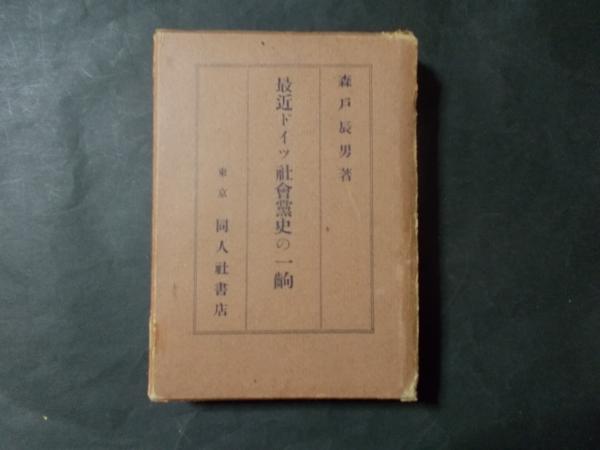 森戸辰男著
最近ドイツ社會黨史の一齣
東京 同人社書店